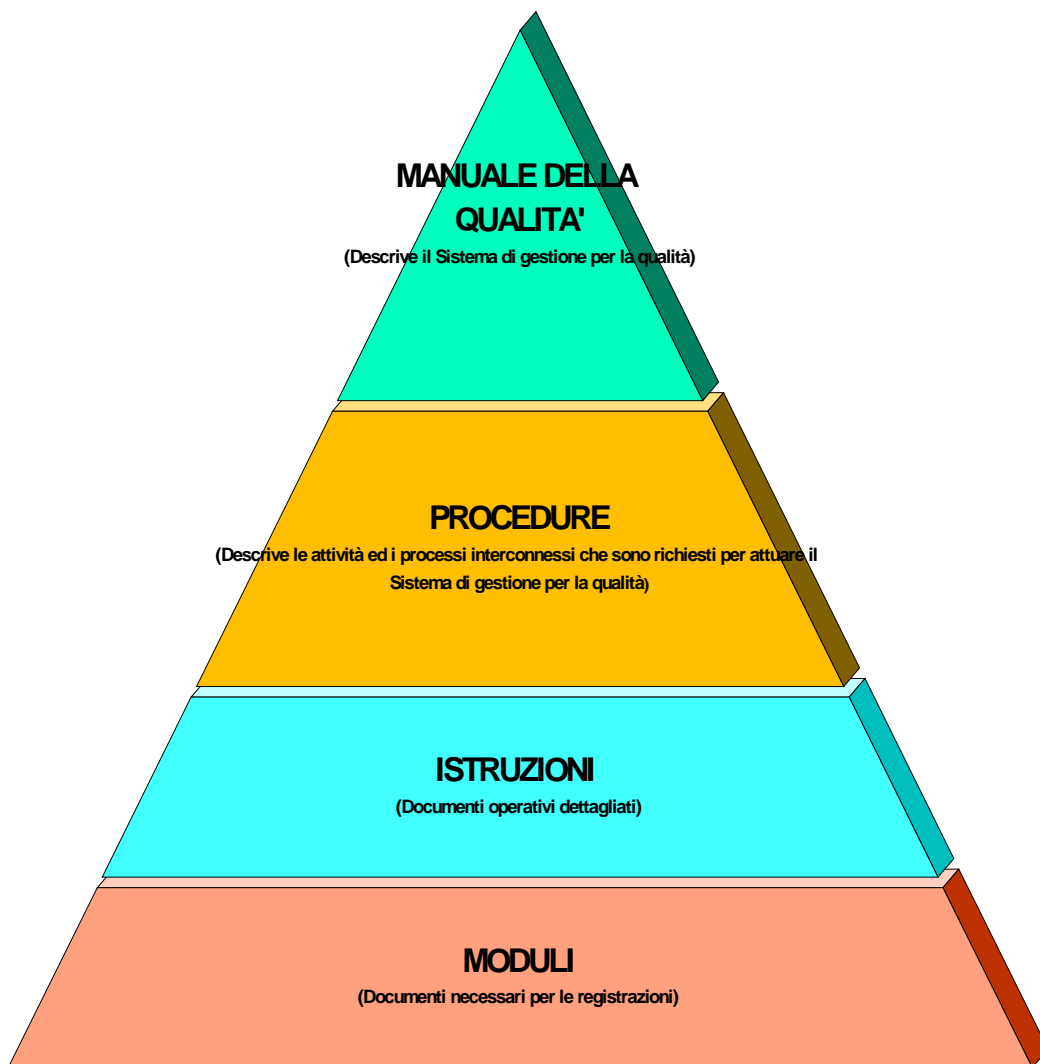 MANUALE DELLA
QUALITA'
(Descrive il Sistema di gestione per la qualità)
PROCEDURE
(Descrive le attività ed i processi interconnessi che sono richiesti per attuare il
Sistema di gestione per la qualità)
ISTRUZIONI
(Documenti operativi dettagliati)
MODULI
(Documenti necessari per le registrazioni)